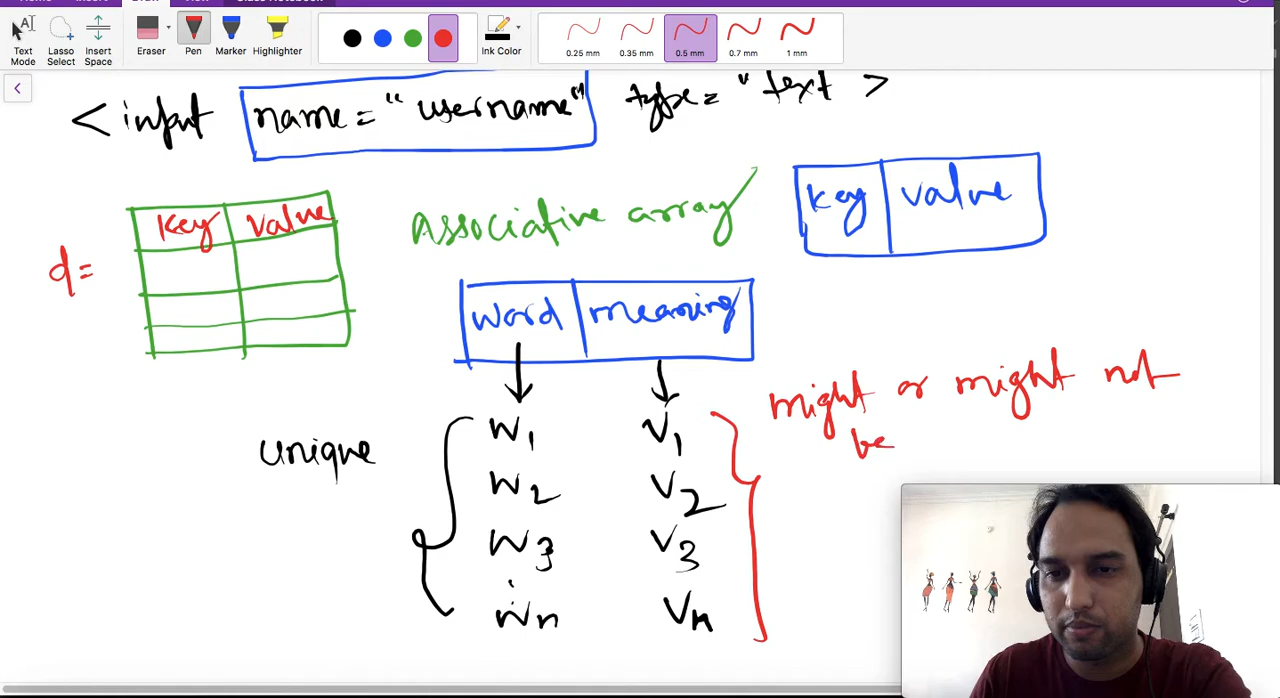 Text Mode
Lasso Select
Insert Space
Eraser
Pen
Marker
Highlighter
Ink Color
0.25 mm
0.35 mm
0.5 mm
0.7 mm
1 mm
< input name = "username" type = "text >
Key Value
d =
Associative array
key value
word meaning
unique
W1 V1
W2 V2
W3 V3
Wn Vn
might or might not
be